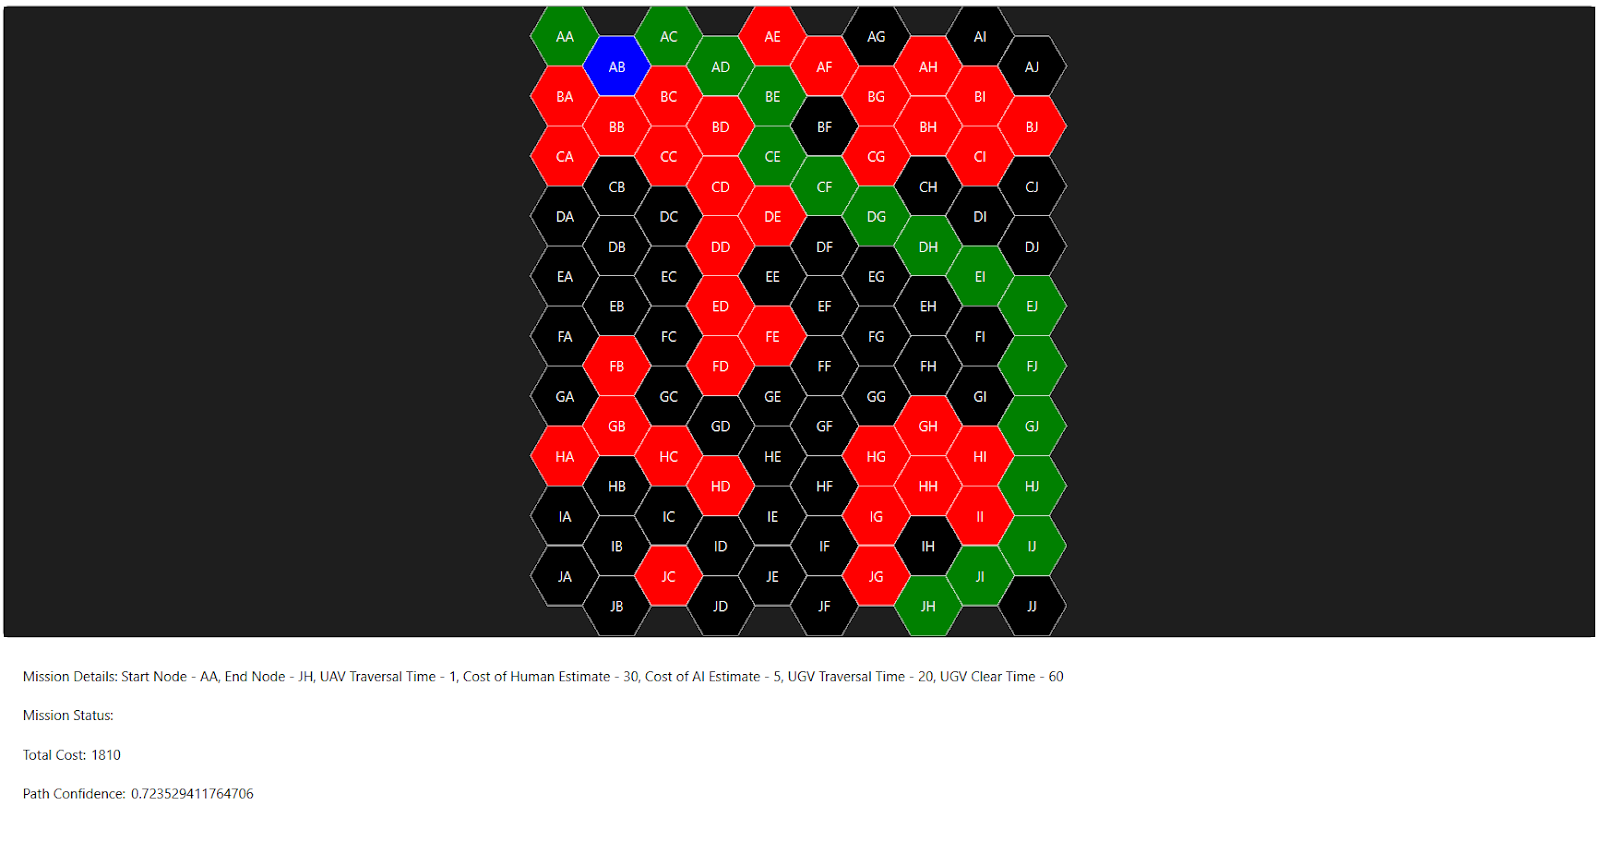 AA AC AE AG AI
AB AD AF AH AJ
BA BC BE BG BI
BB BD BF BH BJ
CA CC CE CG CI
CB CD CF CH CJ
DA DC DE DG DI
DB DD DF DH DJ
EA EC EE EG EI
EB ED EF EH EJ
FA FC FE FG FI
FB FD FF FH FJ
GA GC GE GG GI
GB GD GF GH GJ
HA HC HE HG HI
HB HD HF HH HJ
IA IC IE IG II
IB ID IF IH IJ
JA JC JE JG JI
JB JD JF JH JJ
Mission Details: Start Node - AA, End Node - JH, UAV Traversal Time - 1, Cost of Human Estimate - 30, Cost of AI Estimate - 5, UGV Traversal Time - 20, UGV Clear Time - 60
Mission Status:
Total Cost: 1810
Path Confidence: 0.723529411764706